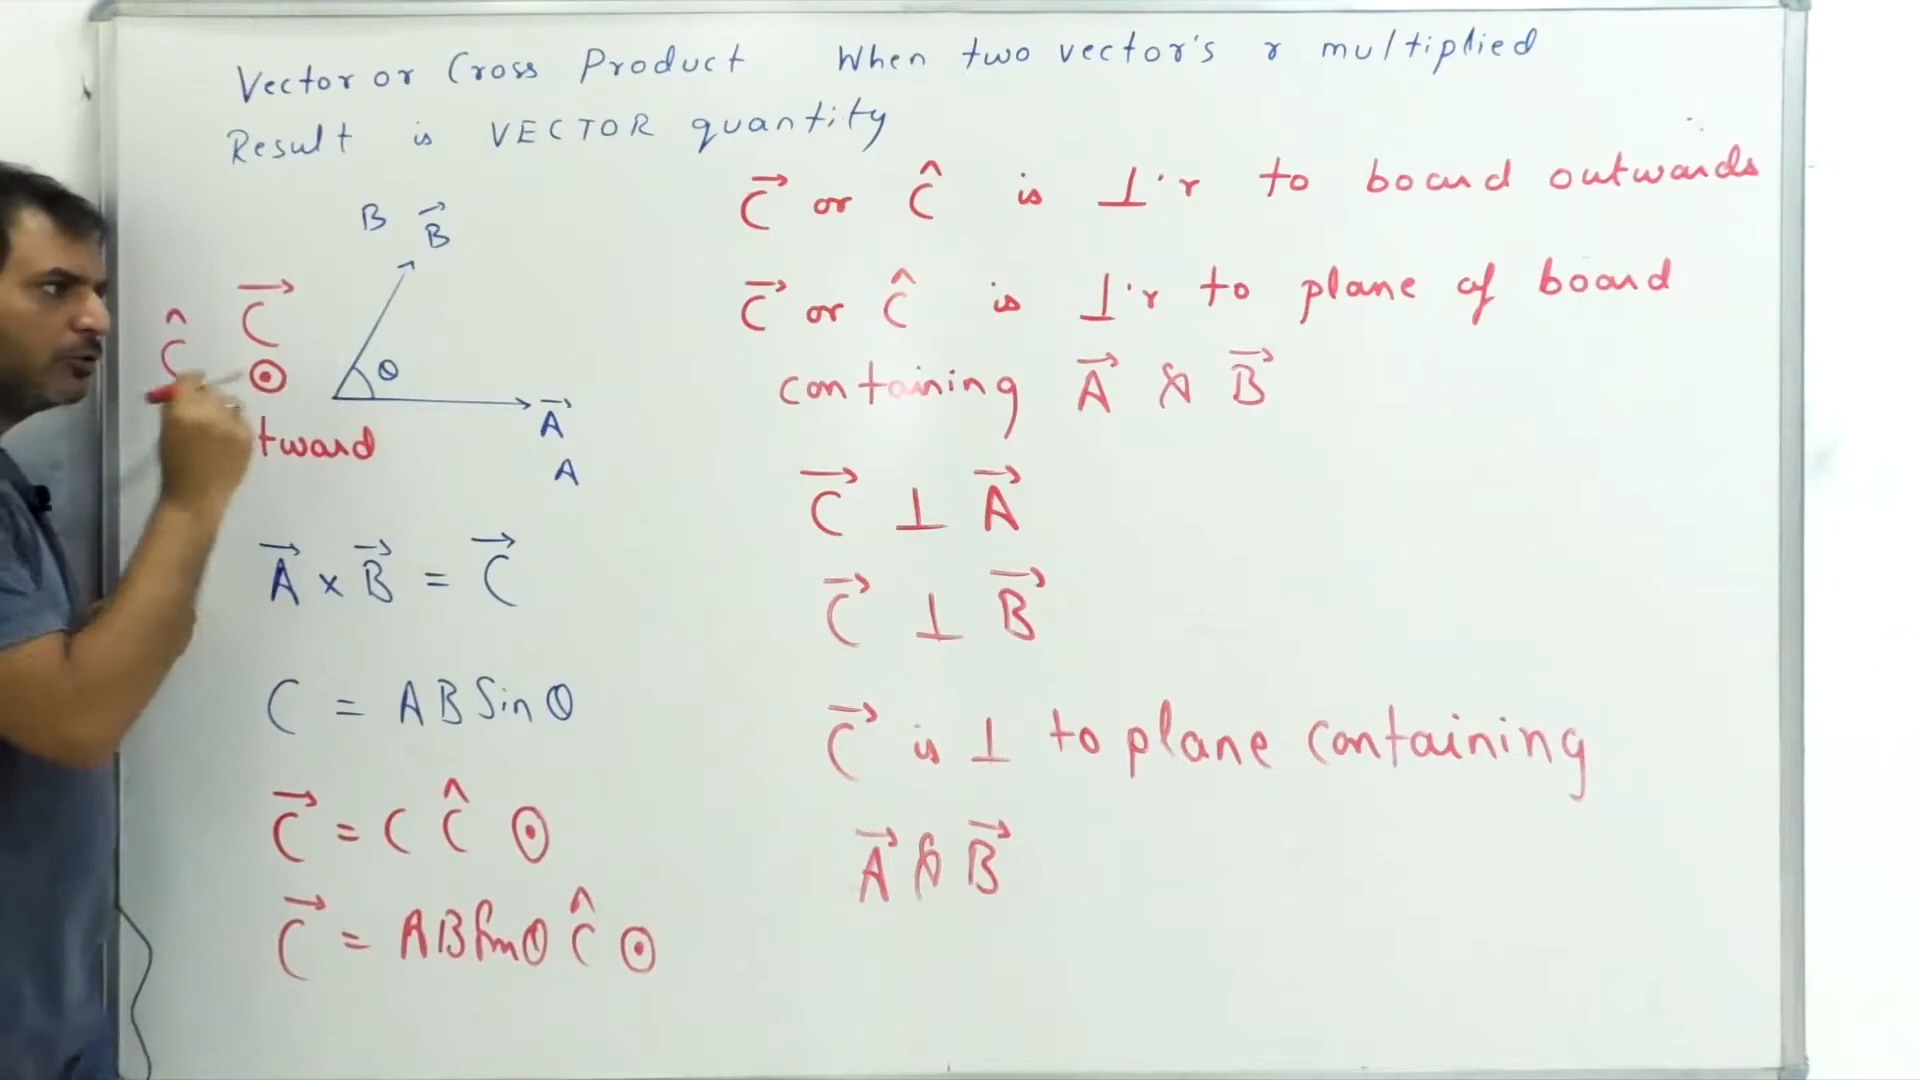 Vector or Cross Product When two vector's r multiplied
Result is VECTOR quantity
B B⃗
C⃗
Ĉ
⊙
θ
A⃗
tward
A
A⃗ × B⃗ = C⃗
C = AB Sin θ
C⃗ = C Ĉ ⊙
C⃗ = AB Sin θ Ĉ ⊙
C⃗ or Ĉ is ⊥'r to board outwards
C⃗ or Ĉ is ⊥'r to plane of board
containing A⃗ & B⃗
C⃗ ⊥ A⃗
C⃗ ⊥ B⃗
C⃗ is ⊥ to plane containing
A⃗ & B⃗